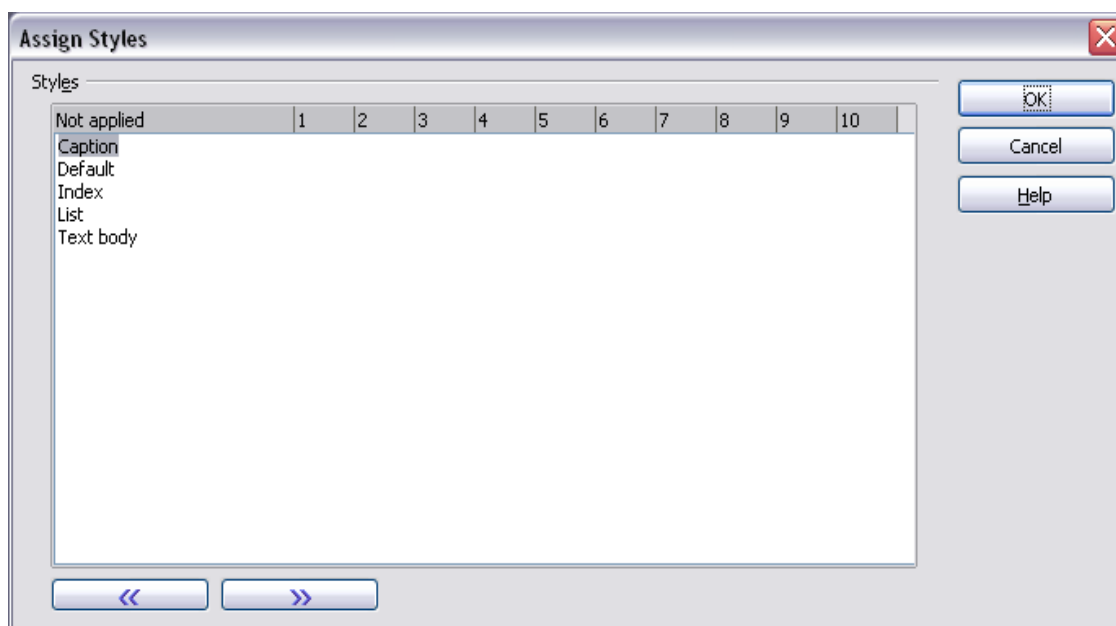 Assign Styles
Styles
Not applied 1 2 3 4 5 6 7 8 9 10
Caption
Default
Index
List
Text body
OK
Cancel
Help
<<
>>